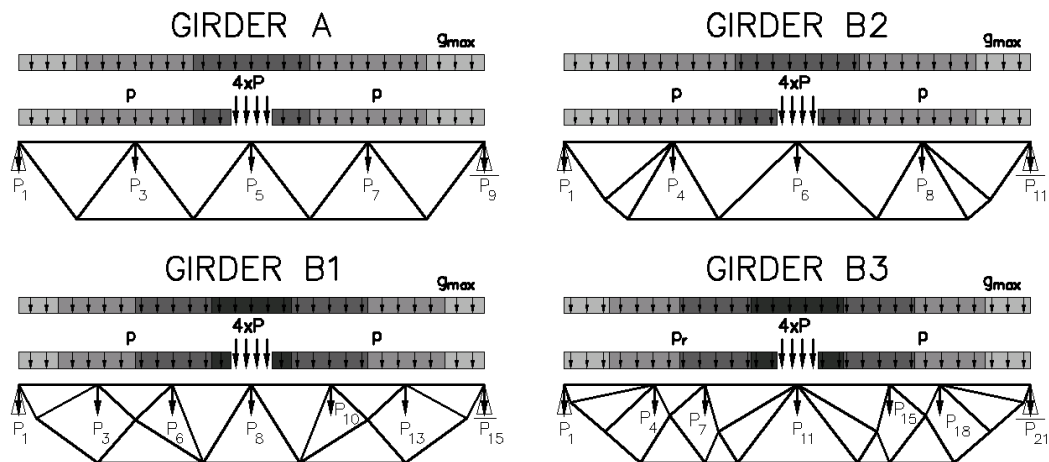 GIRDER A
gmax
4xP
p p
P1 P3 P5 P7 P9
GIRDER B2
gmax
4xP
p p
P1 P4 P6 P8 P11
GIRDER B1
gmax
4xP
p p
P1 P3 P6 P8 P10 P13 P15
GIRDER B3
gmax
4xP
pr p
P1 P4 P7 P11 P15 P18 P21